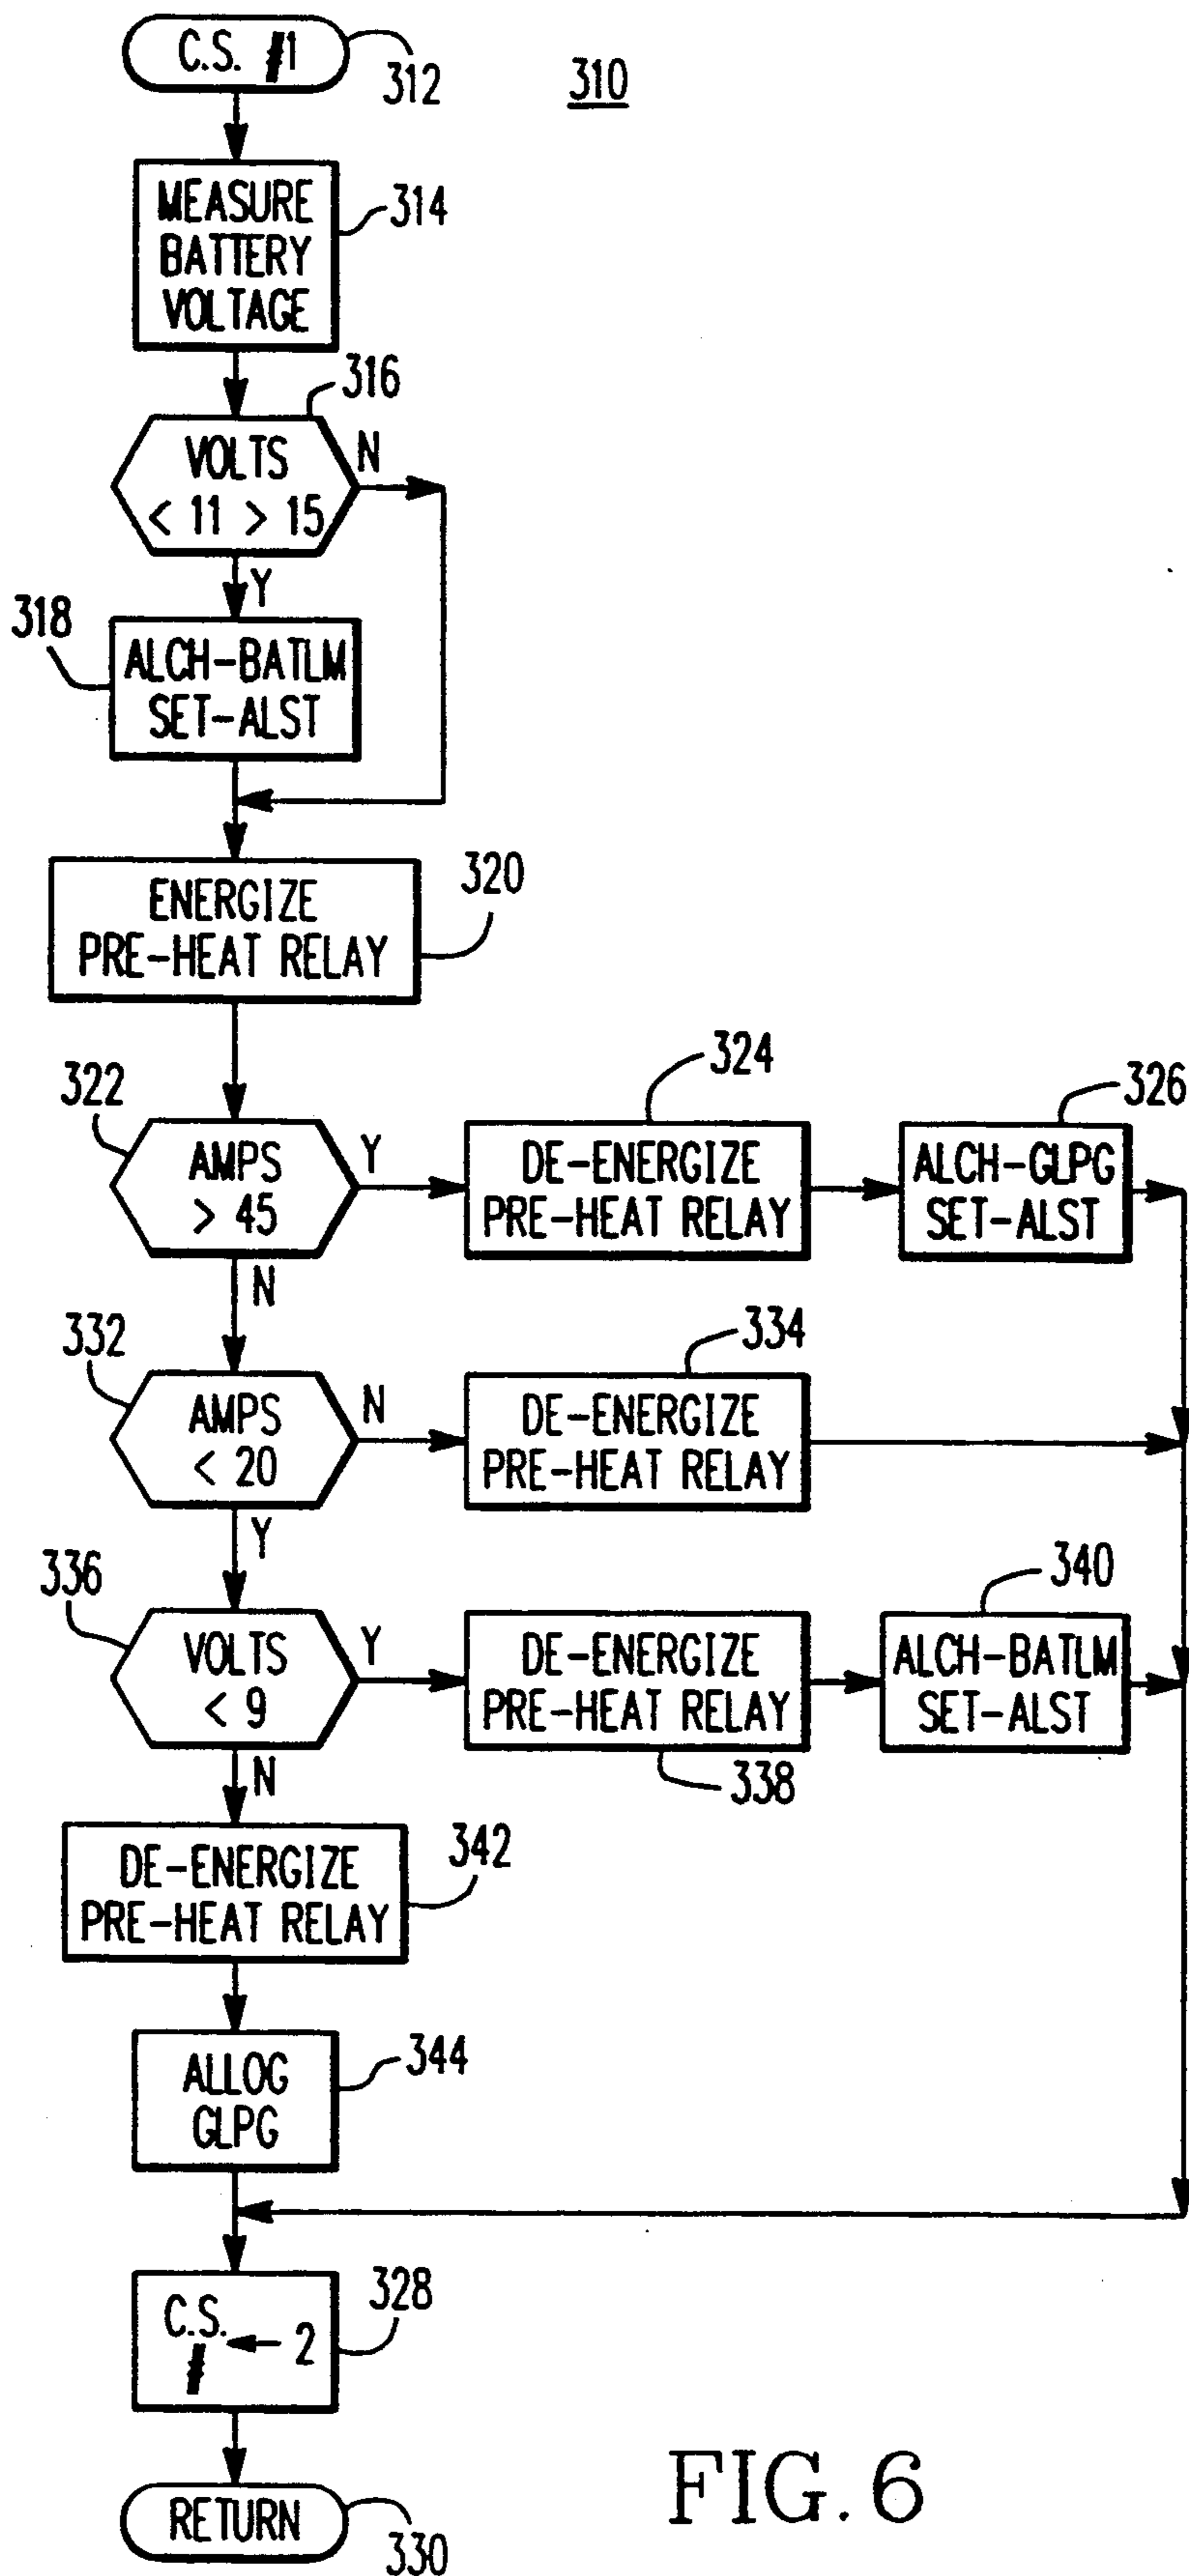 C.S. #1
312
310
MEASURE
BATTERY
VOLTAGE
314
316
VOLTS
< 11 > 15
N
Y
318
ALCH-BATLM
SET-ALST
ENERGIZE
PRE-HEAT RELAY
320
322
AMPS
> 45
Y
N
324
DE-ENERGIZE
PRE-HEAT RELAY
326
ALCH-GLPG
SET-ALST
332
AMPS
< 20
N
Y
334
DE-ENERGIZE
PRE-HEAT RELAY
336
VOLTS
< 9
Y
N
DE-ENERGIZE
PRE-HEAT RELAY
338
340
ALCH-BATLM
SET-ALST
DE-ENERGIZE
PRE-HEAT RELAY
342
ALLOG
GLPG
344
C.S.
# ← 2
328
RETURN
330
FIG. 6